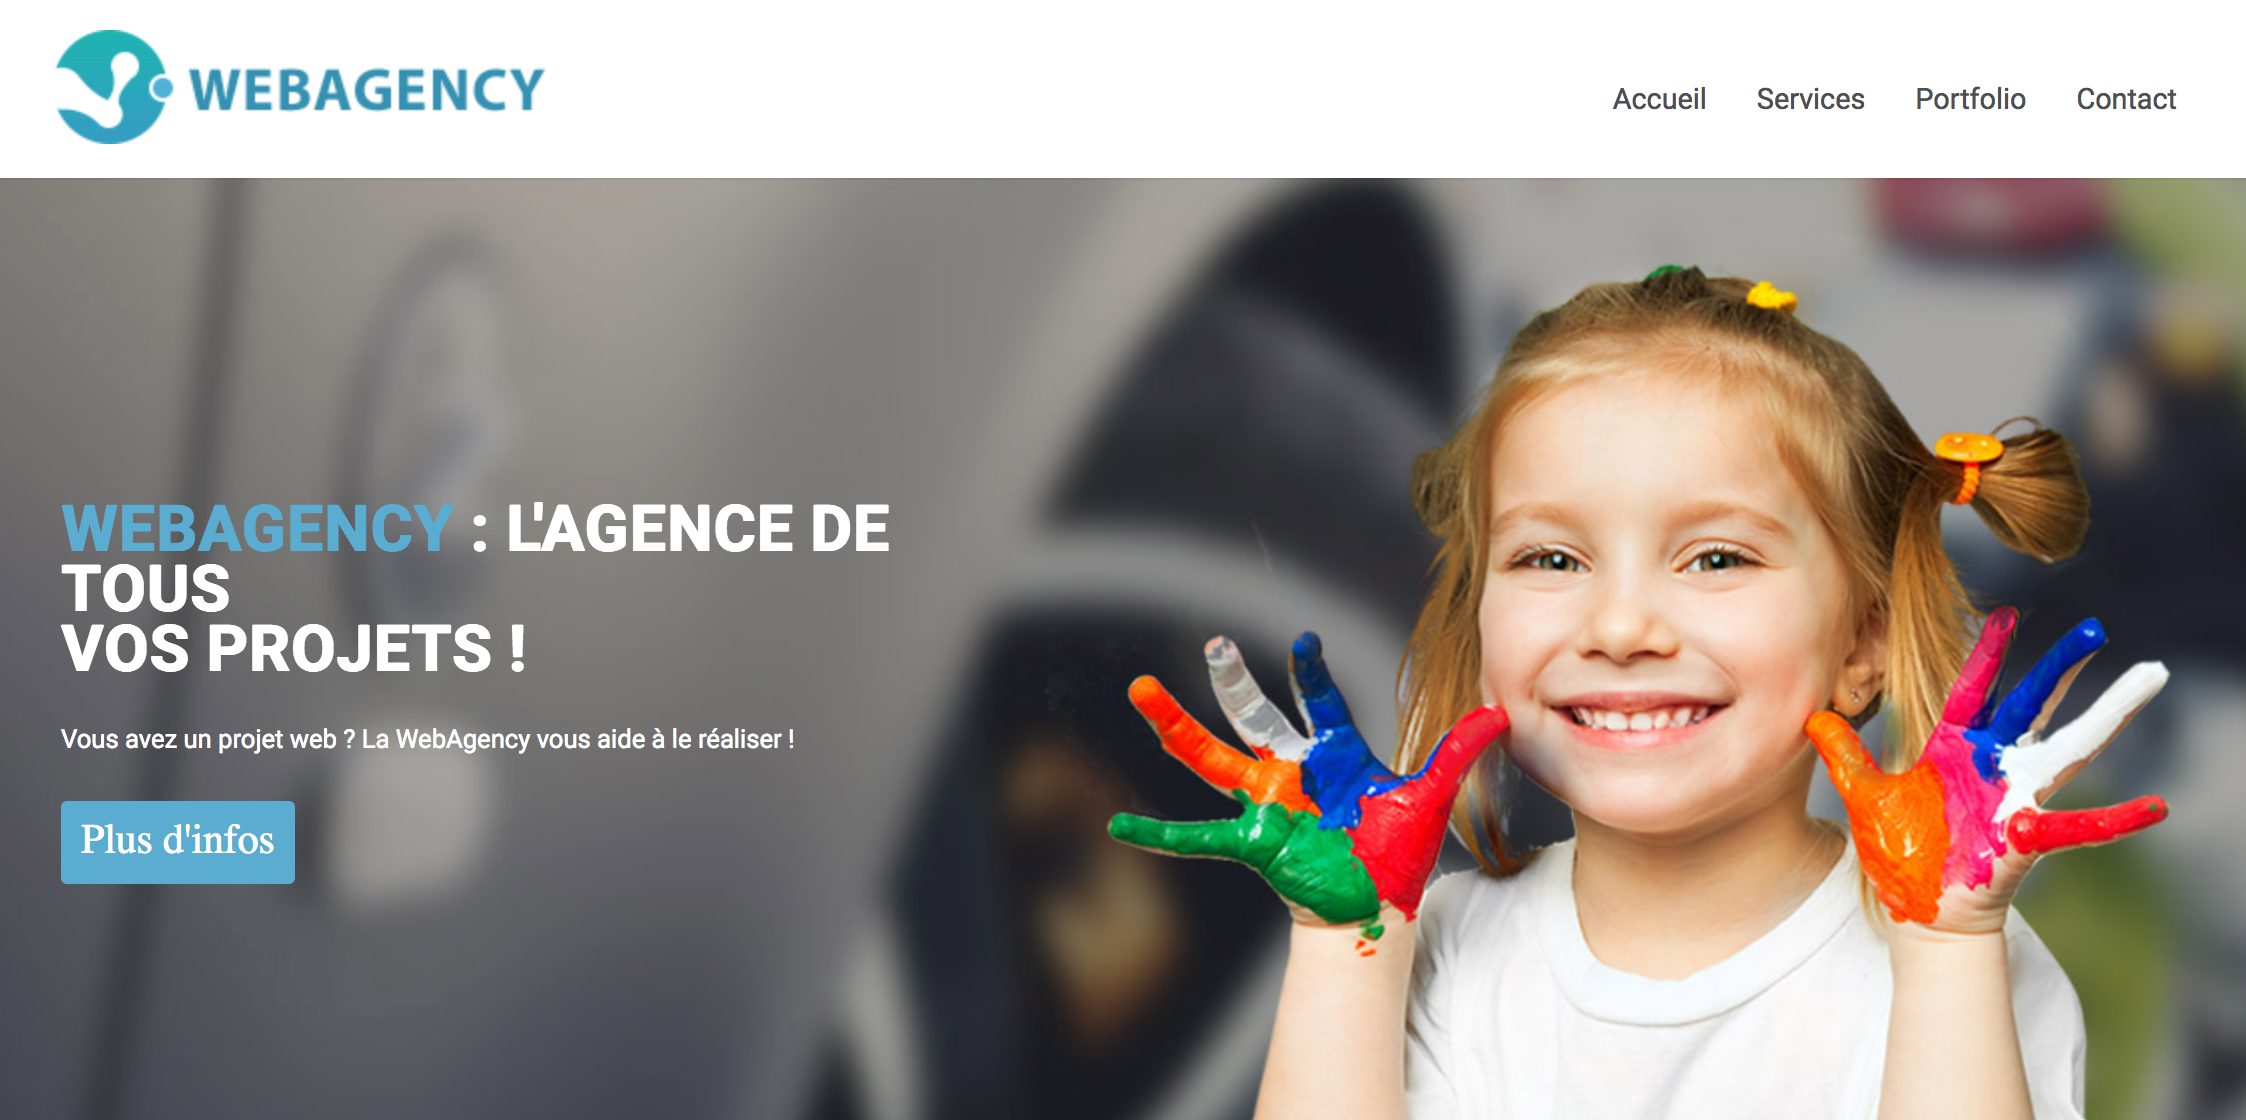 WEBAGENCY
Accueil Services Portfolio Contact
WEBAGENCY : L'AGENCE DE
TOUS
VOS PROJETS !
Vous avez un projet web ? La WebAgency vous aide à le réaliser !
Plus d'infos